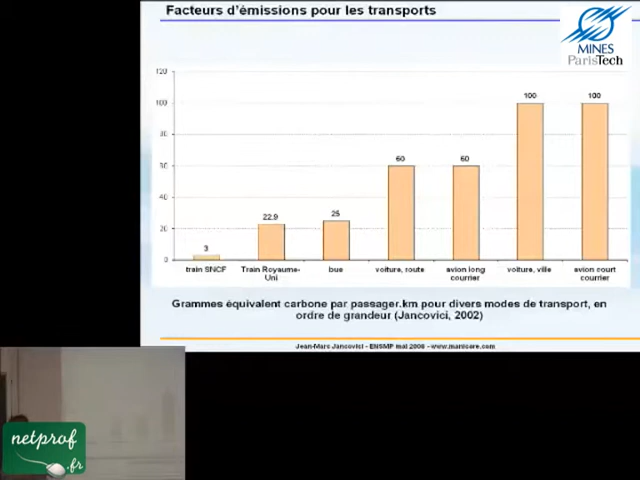 Facteurs d'émissions pour les transports
MINES
ParisTech
120
100
80
60
40
20
0
3
22.9
25
60
60
100
100
train SNCF
Train Royaume-
Uni
bue
voiture, route
avion long
courrier
voiture, ville
avion court
courrier
Grammes équivalent carbone par passager.km pour divers modes de transport, en
ordre de grandeur (Jancovici, 2002)
Jean-Marc Jancovici - ENSMP mai 2008 - www.manicore.com
netprof
.fr